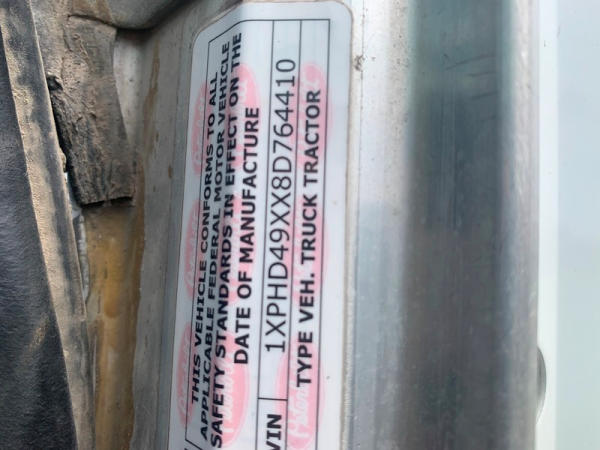 THIS VEHICLE CONFORMS TO ALL
APPLICABLE FEDERAL MOTOR VEHICLE
SAFETY STANDARDS IN EFFECT ON THE
DATE OF MANUFACTURE
VIN 1XPHD49XX8D764410
TYPE VEH. TRUCK TRACTOR